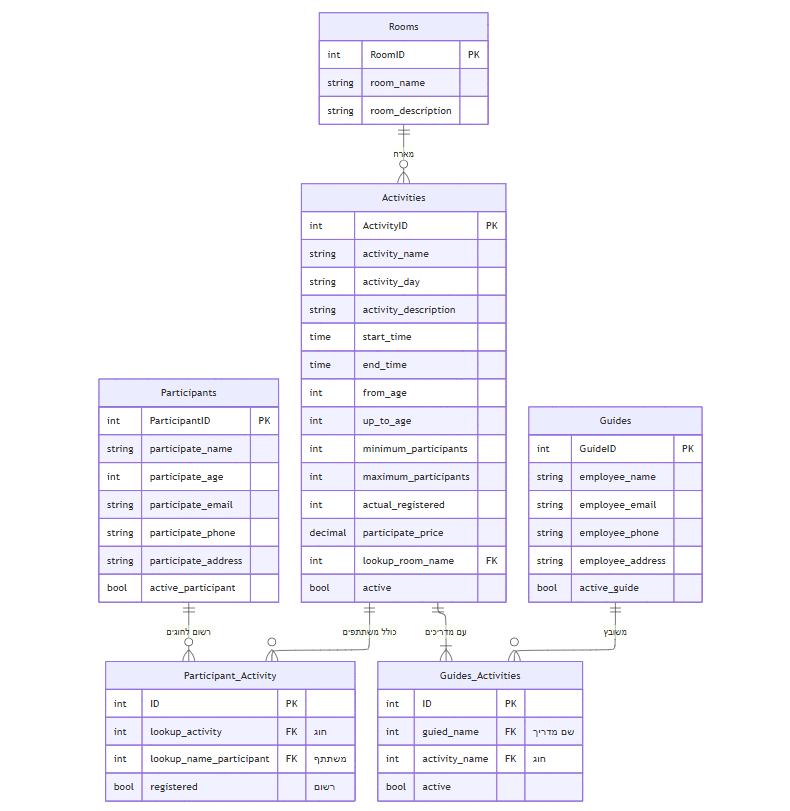 Rooms
int RoomID PK
string room_name
string room_description
מארח
Activities
int ActivityID PK
string activity_name
string activity_day
string activity_description
time start_time
time end_time
int from_age
int up_to_age
int minimum_participants
int maximum_participants
int actual_registered
decimal participate_price
int lookup_room_name FK
bool active
Participants
int ParticipantID PK
string participate_name
int participate_age
string participate_email
string participate_phone
string participate_address
bool active_participant
Guides
int GuideID PK
string employee_name
string employee_email
string employee_phone
string employee_address
bool active_guide
רשום לחוגים
כולל משתתפים
עם מדריכים
משובץ
Participant_Activity
int ID PK
int lookup_activity FK חוג
int lookup_name_participant FK משתתף
bool registered רשום
Guides_Activities
int ID PK
int guied_name FK שם מדריך
int activity_name FK חוג
bool active